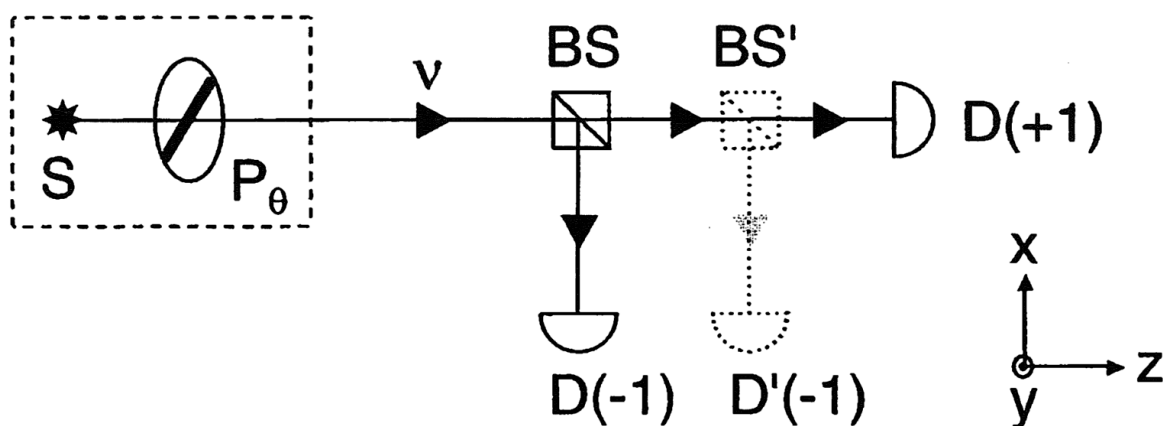 BS BS'
ν
D(+1)
S P_θ
x
z
D(-1) D'(-1) y